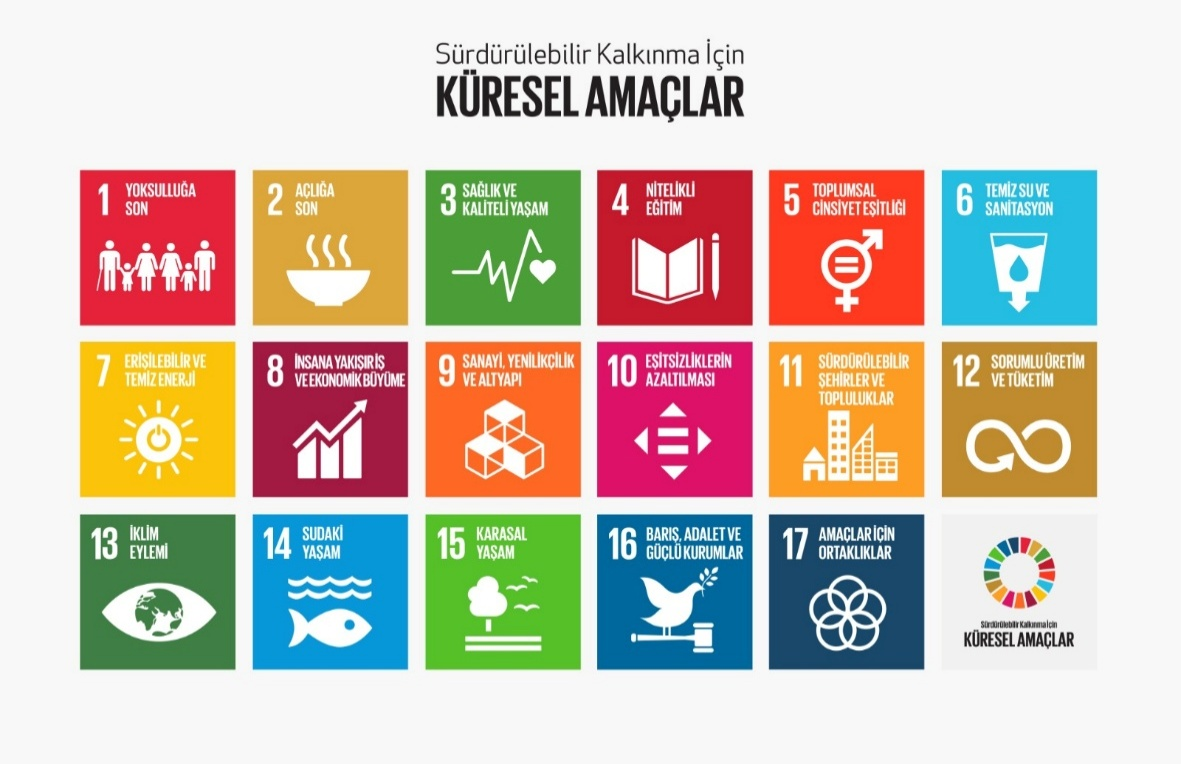 Sürdürülebilir Kalkınma İçin
KÜRESEL AMAÇLAR
1 YOKSULLUĞA
SON
2 AÇLIĞA
SON
3 SAĞLIK VE
KALİTELİ YAŞAM
4 NİTELİKLİ
EĞİTİM
5 TOPLUMSAL
CİNSİYET EŞİTLİĞİ
6 TEMİZ SU VE
SANİTASYON
7 ERİŞİLEBİLİR VE
TEMİZ ENERJİ
8 İNSANA YAKIŞIR İŞ
VE EKONOMİK BÜYÜME
9 SANAYİ, YENİLİKÇİLİK
VE ALTYAPI
10 EŞİTSİZLİKLERİN
AZALTILMASI
11 SÜRDÜRÜLEBİLİR
ŞEHİRLER VE
TOPLULUKLAR
12 SORUMLU ÜRETİM
VE TÜKETİM
13 İKLİM
EYLEMİ
14 SUDAKİ
YAŞAM
15 KARASAL
YAŞAM
16 BARIŞ, ADALET VE
GÜÇLÜ KURUMLAR
17 AMAÇLAR İÇİN
ORTAKLIKLAR
Sürdürülebilir Kalkınma İçin
KÜRESEL AMAÇLAR